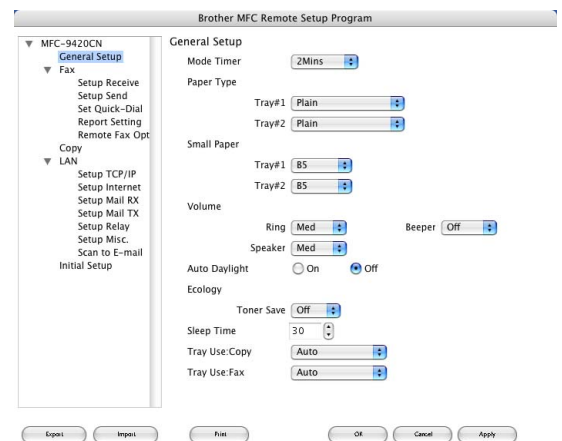 Brother MFC Remote Setup Program
MFC-9420CN
General Setup
Fax
Setup Receive
Setup Send
Set Quick-Dial
Report Setting
Remote Fax Opt
Copy
LAN
Setup TCP/IP
Setup Internet
Setup Mail RX
Setup Mail TX
Setup Relay
Setup Misc.
Scan to E-mail
Initial Setup
General Setup
Mode Timer 2Mins
Paper Type
Tray#1 Plain
Tray#2 Plain
Small Paper
Tray#1 B5
Tray#2 B5
Volume
Ring Med Beeper Off
Speaker Med
Auto Daylight On Off
Ecology
Toner Save Off
Sleep Time 30
Tray Use:Copy Auto
Tray Use:Fax Auto
Export Import Print OK Cancel Apply